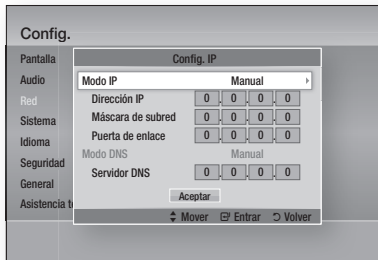 Config.
Pantalla
Audio
Red
Sistema
Idioma
Seguridad
General
Asistencia t
Config. IP
Modo IP Manual
Dirección IP 0 . 0 . 0 . 0
Máscara de subred 0 . 0 . 0 . 0
Puerta de enlace 0 . 0 . 0 . 0
Modo DNS Manual
Servidor DNS 0 . 0 . 0 . 0
Aceptar
Mover Entrar Volver